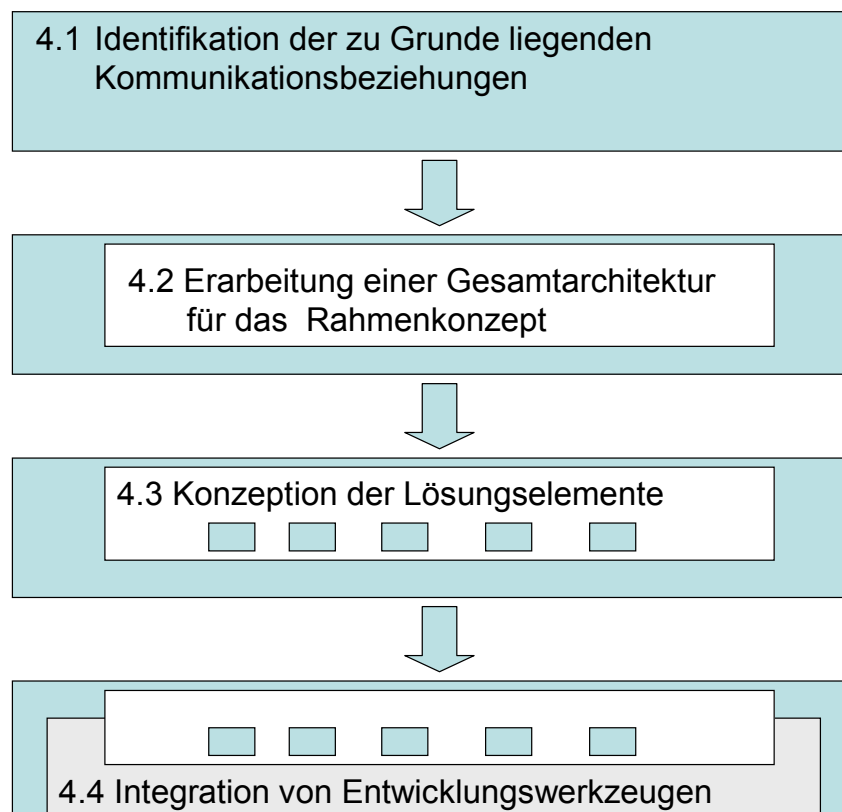 4.1 Identifikation der zu Grunde liegenden
Kommunikationsbeziehungen
4.2 Erarbeitung einer Gesamtarchitektur
für das Rahmenkonzept
4.3 Konzeption der Lösungselemente
4.4 Integration von Entwicklungswerkzeugen